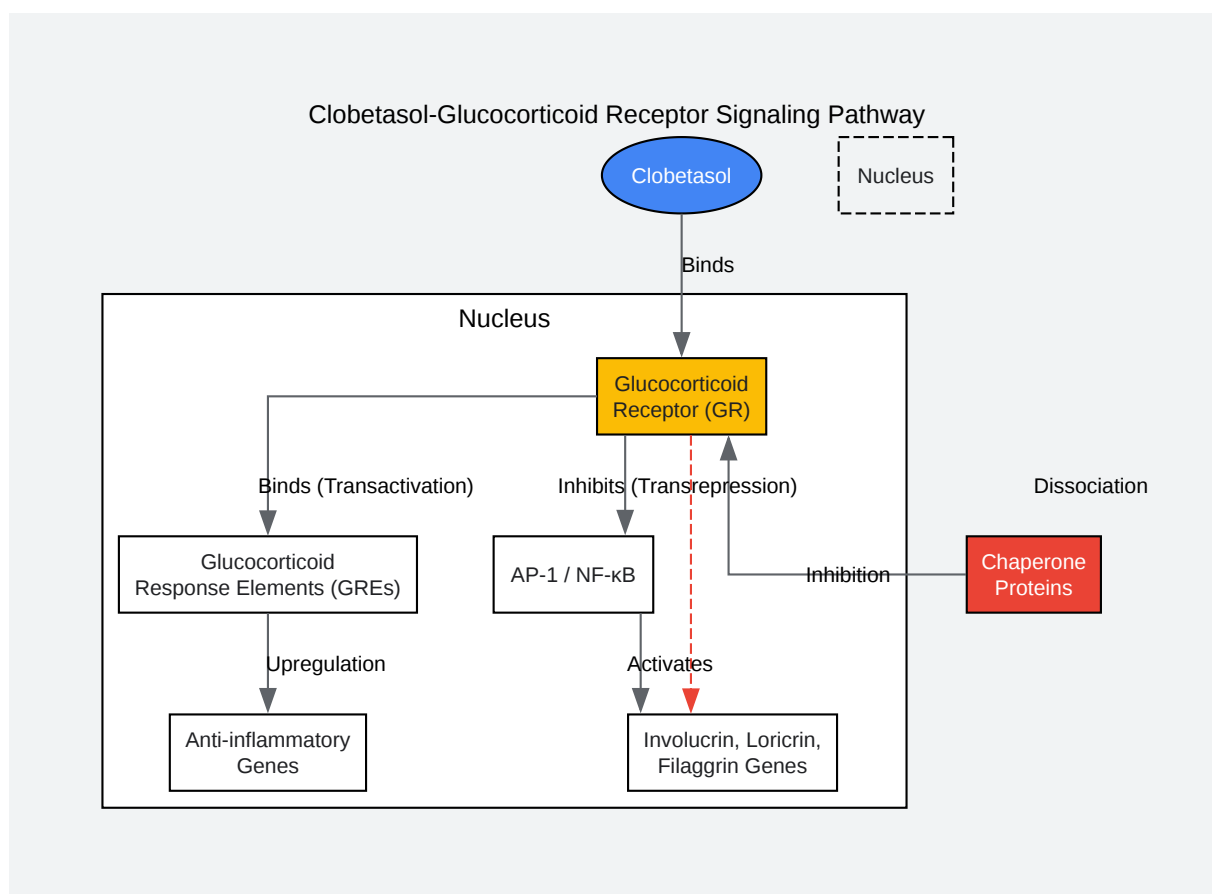 Clobetasol-Glucocorticoid Receptor Signaling Pathway
Clobetasol
Nucleus
Binds
Nucleus
Glucocorticoid
Receptor (GR)
Binds (Transactivation)
Inhibits (Transrepression)
Dissociation
Glucocorticoid
Response Elements (GREs)
AP-1 / NF-κB
Inhibition
Chaperone
Proteins
Upregulation
Activates
Anti-inflammatory
Genes
Involucrin, Loricrin,
Filaggrin Genes